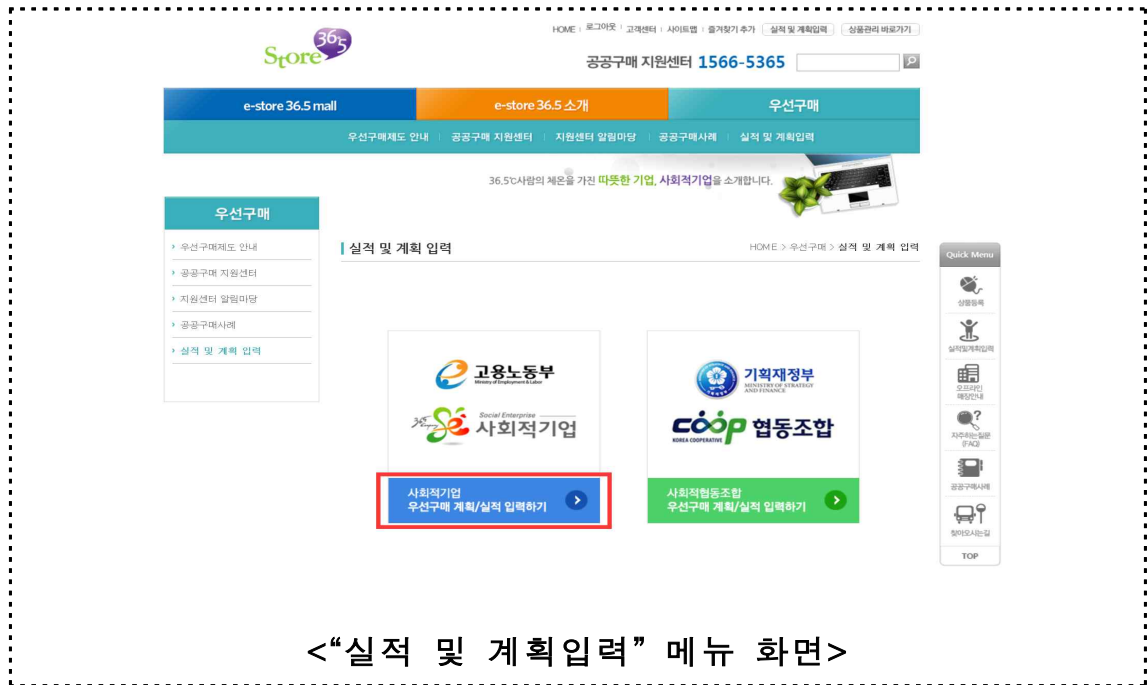 Store 36.5
HOME 로그아웃 고객센터 사이트맵 즐겨찾기 추가 실적 및 계획입력 상품관리 바로가기
공공구매 지원센터 1566-5365
e-store 36.5 mall e-store 36.5 소개 우선구매
우선구매제도 안내 공공구매 지원센터 지원센터 알림마당 공공구매사례 실적 및 계획입력
36.5℃사람의 체온을 가진 따뜻한 기업, 사회적기업을 소개합니다.
우선구매
› 우선구매제도 안내
› 공공구매 지원센터
› 지원센터 알림마당
› 공공구매사례
› 실적 및 계획 입력
실적 및 계획 입력
HOME > 우선구매 > 실적 및 계획 입력
고용노동부
Ministry of Employment & Labor
36.5 Se Social Enterprise
사회적기업
사회적기업
우선구매 계획/실적 입력하기
기획재정부
MINISTRY OF STRATEGY
AND FINANCE
COOP 협동조합
KOREA COOPERATIVE
사회적협동조합
우선구매 계획/실적 입력하기
Quick Menu
상품등록
실적및계획입력
오프라인
매장안내
자주하는질문
(FAQ)
공공구매사례
찾아오시는길
TOP
<“실적 및 계획입력” 메뉴 화면>